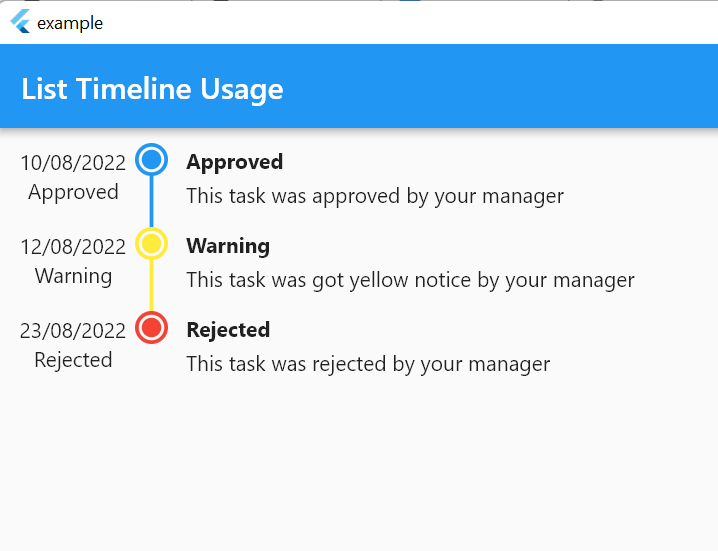 example
List Timeline Usage
10/08/2022
Approved
Approved
This task was approved by your manager
12/08/2022
Warning
Warning
This task was got yellow notice by your manager
23/08/2022
Rejected
Rejected
This task was rejected by your manager